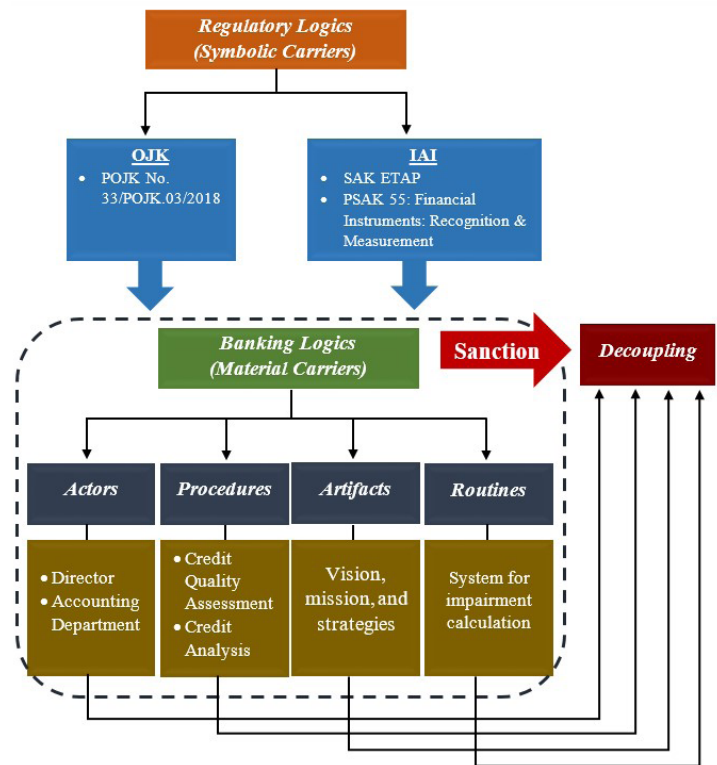 Regulatory Logics
(Symbolic Carriers)
OJK
• POJK No.
33/POJK.03/2018
IAI
• SAK ETAP
• PSAK 55: Financial
Instruments: Recognition &
Measurement
Banking Logics
(Material Carriers)
Sanction
Decoupling
Actors
Procedures
Artifacts
Routines
• Director
• Accounting
Department
• Credit
Quality
Assessment
• Credit
Analysis
Vision,
mission, and
strategies
System for
impairment
calculation